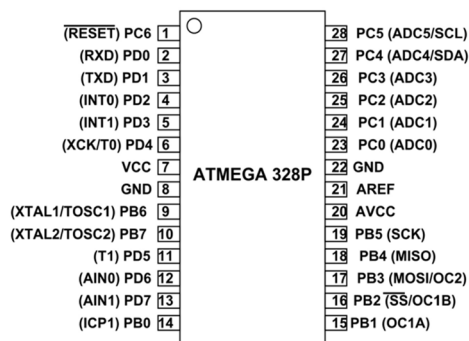 (RESET) PC6 1
(RXD) PD0 2
(TXD) PD1 3
(INT0) PD2 4
(INT1) PD3 5
(XCK/T0) PD4 6
VCC 7
GND 8
(XTAL1/TOSC1) PB6 9
(XTAL2/TOSC2) PB7 10
(T1) PD5 11
(AIN0) PD6 12
(AIN1) PD7 13
(ICP1) PB0 14
ATMEGA 328P
28 PC5 (ADC5/SCL)
27 PC4 (ADC4/SDA)
26 PC3 (ADC3)
25 PC2 (ADC2)
24 PC1 (ADC1)
23 PC0 (ADC0)
22 GND
21 AREF
20 AVCC
19 PB5 (SCK)
18 PB4 (MISO)
17 PB3 (MOSI/OC2)
16 PB2 (SS/OC1B)
15 PB1 (OC1A)